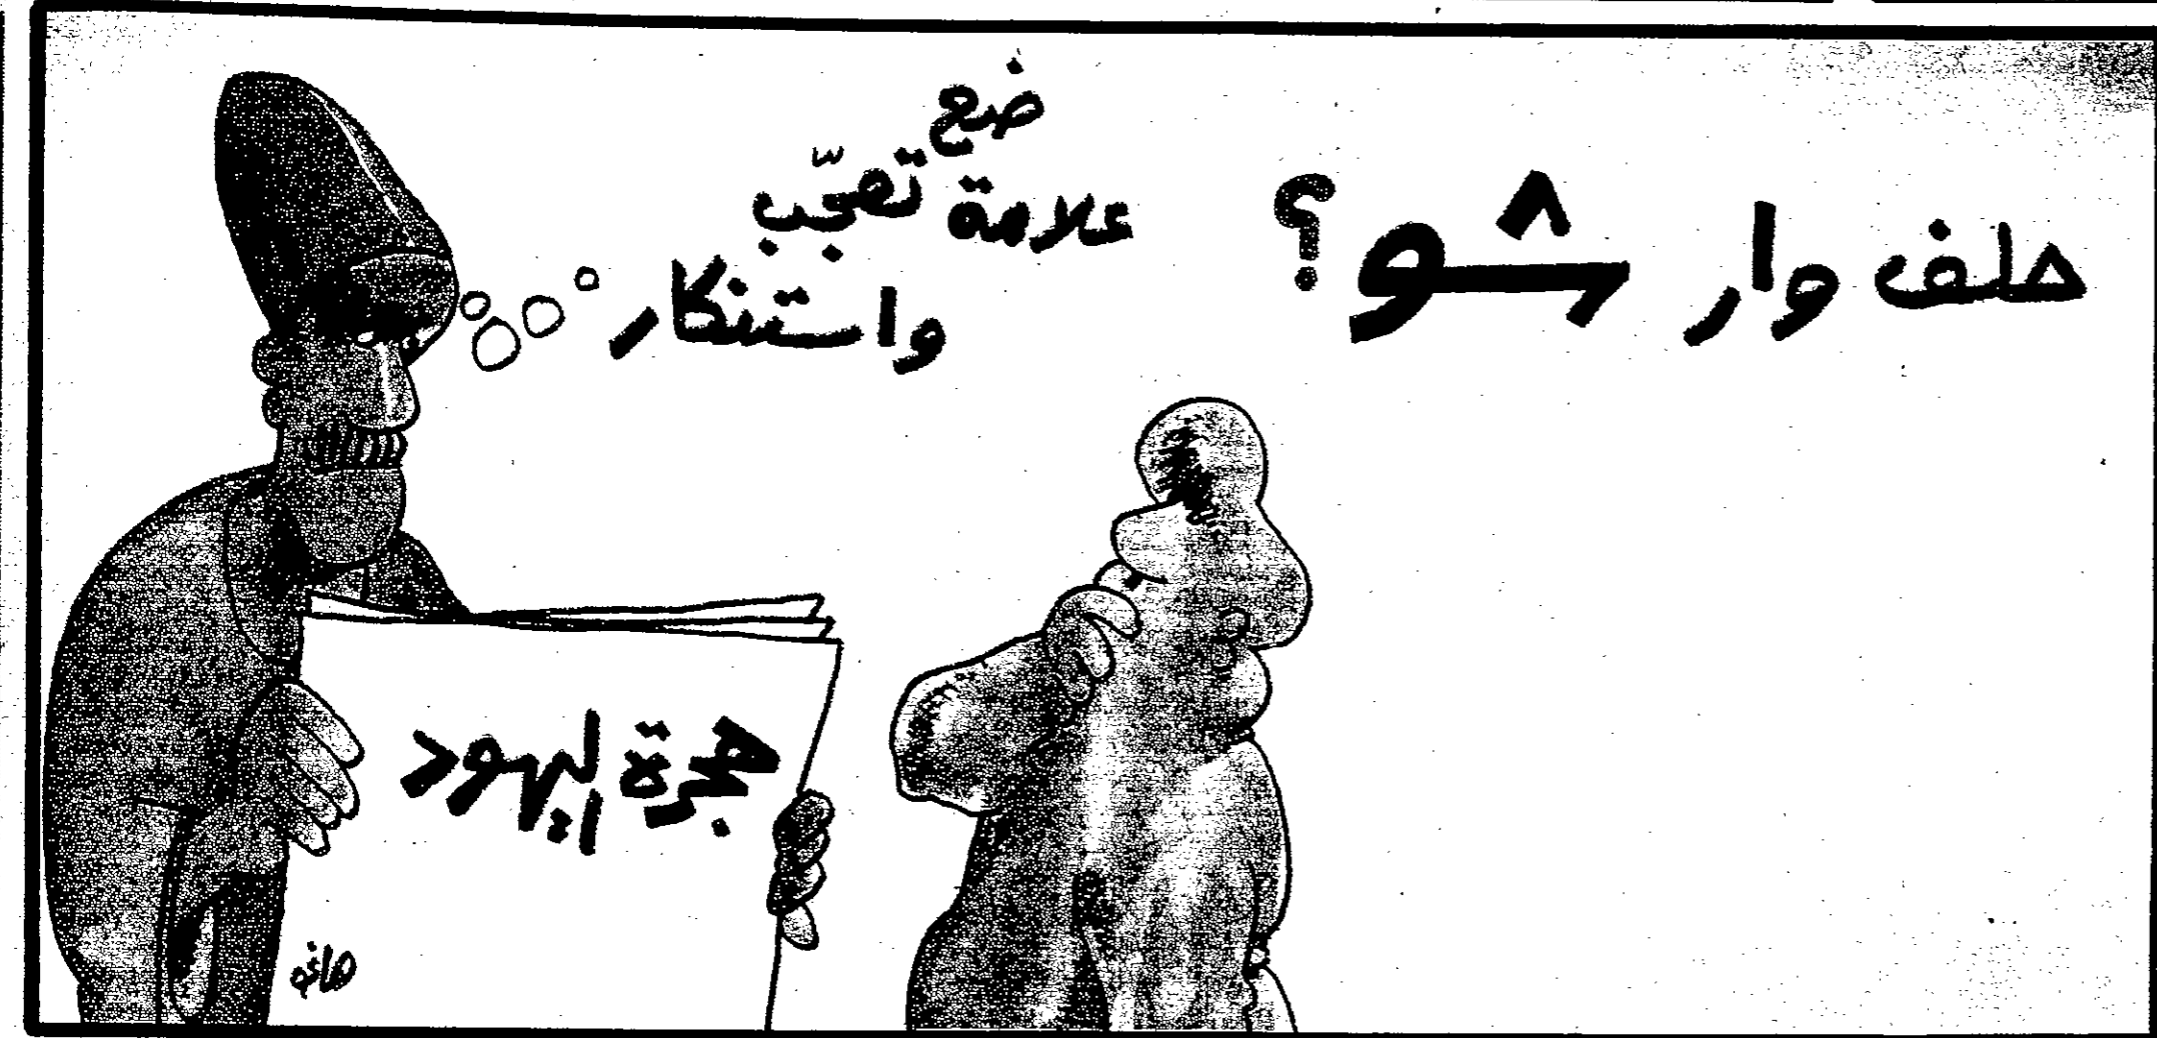 حلف وارشو؟
ضع
علامة تعجّب
واستنكار
هجرة اليهود